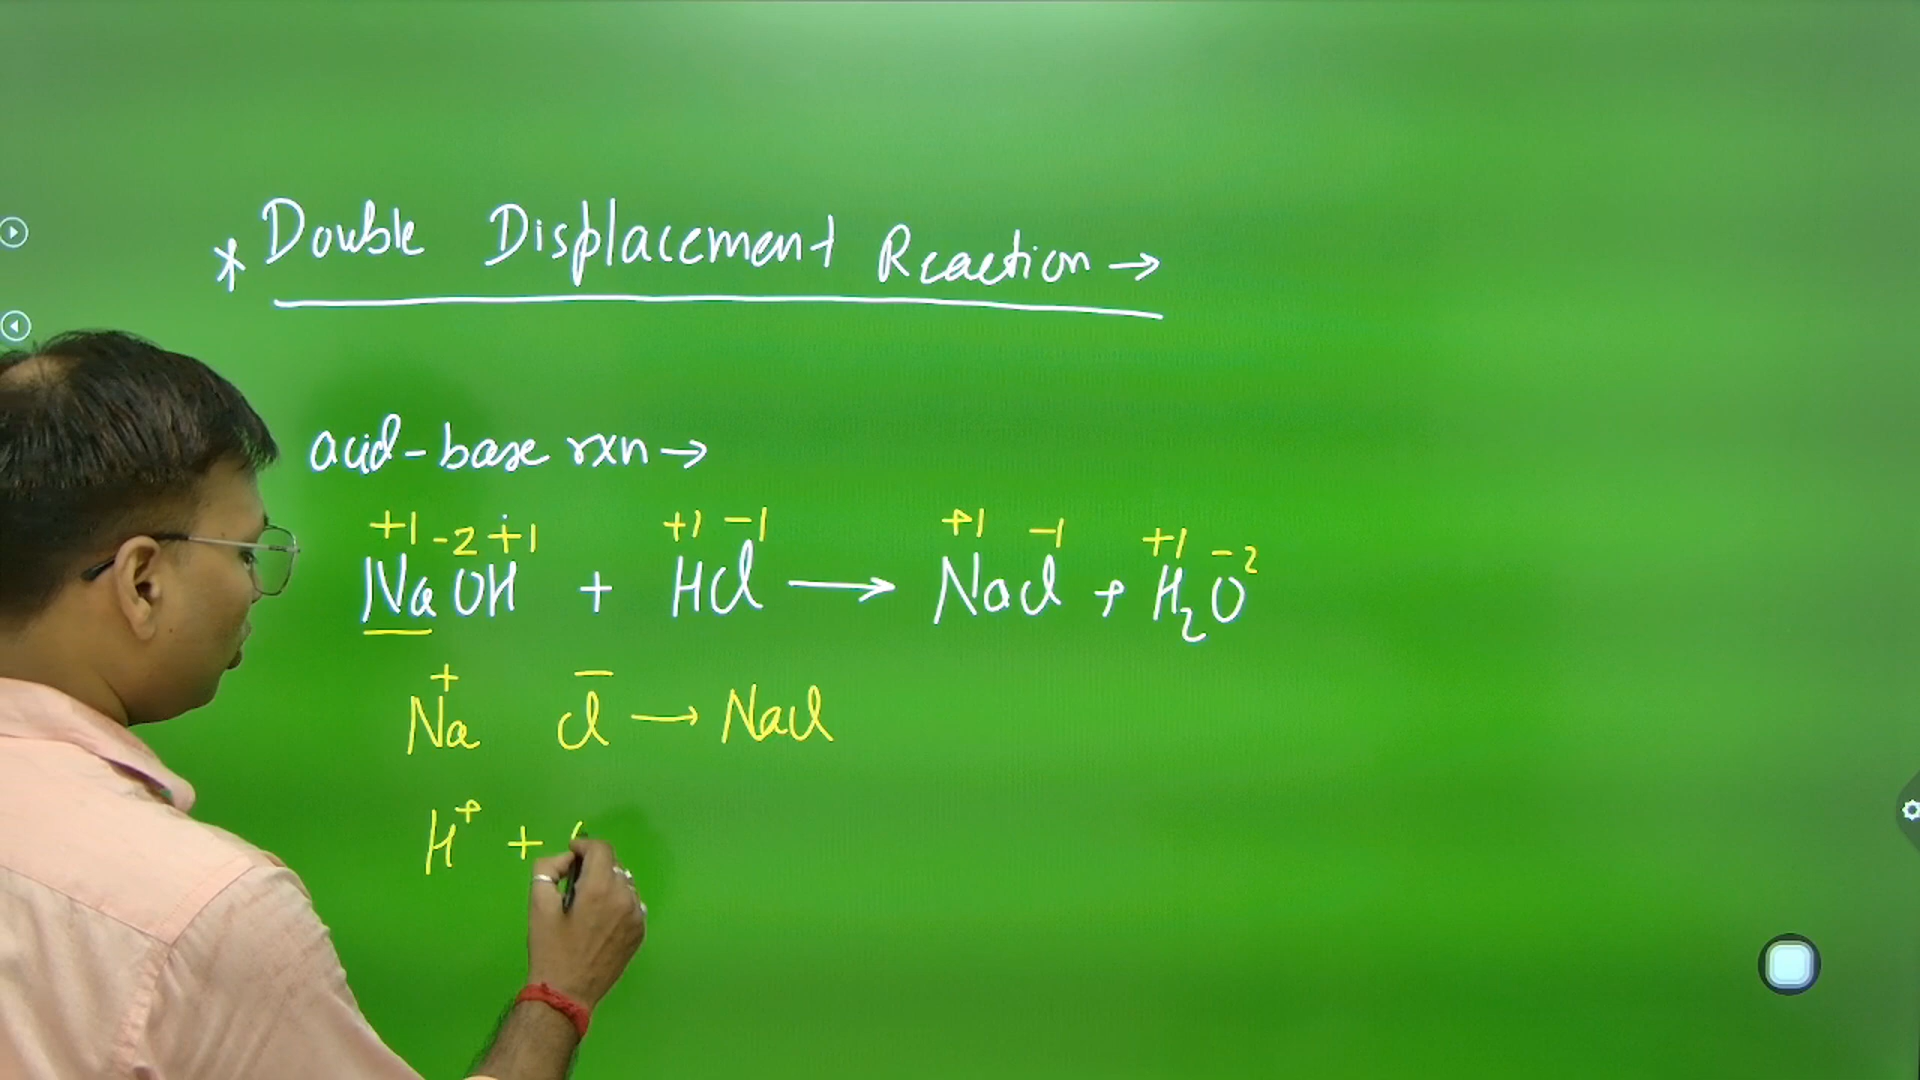 * Double Displacement Reaction →
acid-base rxn →
+1 -2 +1 +1 -1 +1 -1 +1 -2
NaOH + HCl → NaCl + H₂O
Na⁺ Cl⁻ → NaCl
H⁺ +